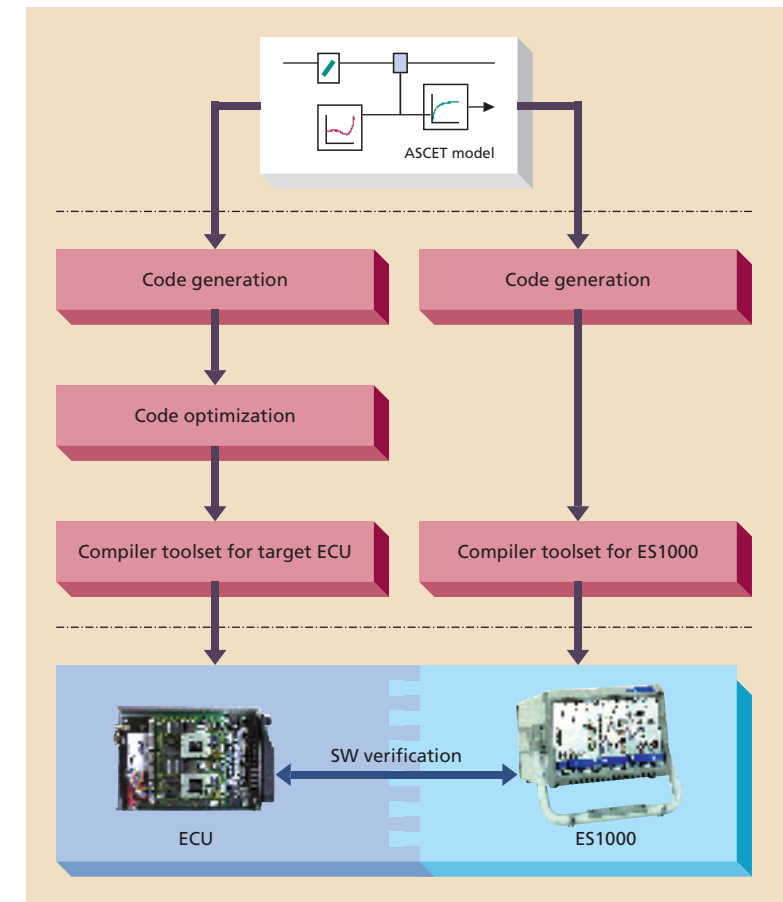 ASCET model
Code generation
Code generation
Code optimization
Compiler toolset for target ECU
Compiler toolset for ES1000
SW verification
ECU
ES1000